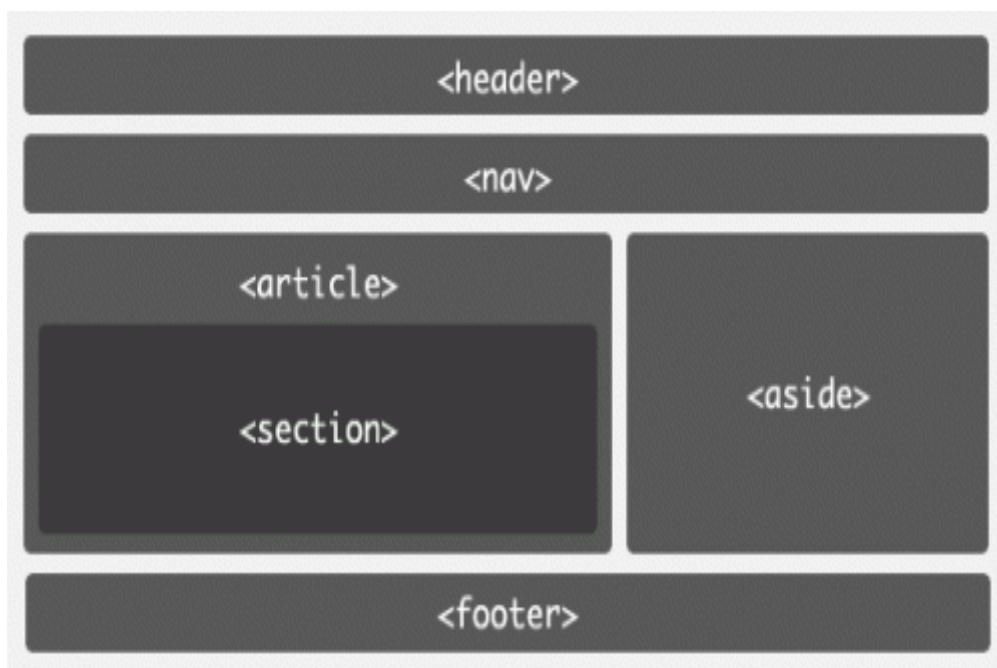 <header>
<nav>
<article>
<section>
<aside>
<footer>